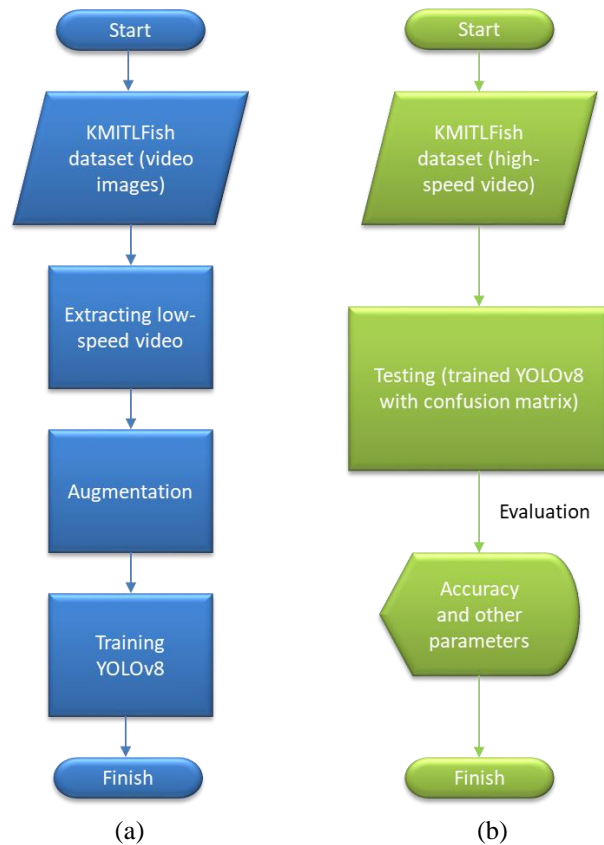 Start
KMITLFish
dataset (video
images)
Extracting low-
speed video
Augmentation
Training
YOLOv8
Finish
(a)
Start
KMITLFish
dataset (high-
speed video)
Testing (trained YOLOv8
with confusion matrix)
Evaluation
Accuracy
and other
parameters
Finish
(b)